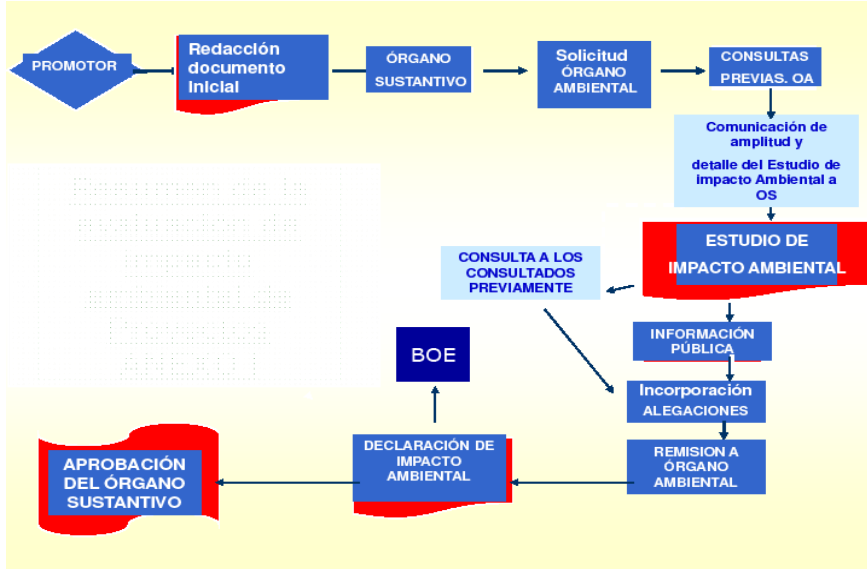 PROMOTOR
Redacción
documento
inicial
ÓRGANO
SUSTANTIVO
Solicitud
ÓRGANO
AMBIENTAL
CONSULTAS
PREVIAS. OA
Comunicación de
amplitud y
detalle del Estudio de
impacto Ambiental a
OS
ESTUDIO DE
IMPACTO AMBIENTAL
CONSULTA A LOS
CONSULTADOS
PREVIAMENTE
INFORMACIÓN
PÚBLICA
BOE
Incorporación
ALEGACIONES
DECLARACIÓN DE
IMPACTO
AMBIENTAL
REMISION A
ÓRGANO
AMBIENTAL
APROBACIÓN
DEL ÓRGANO
SUSTANTIVO